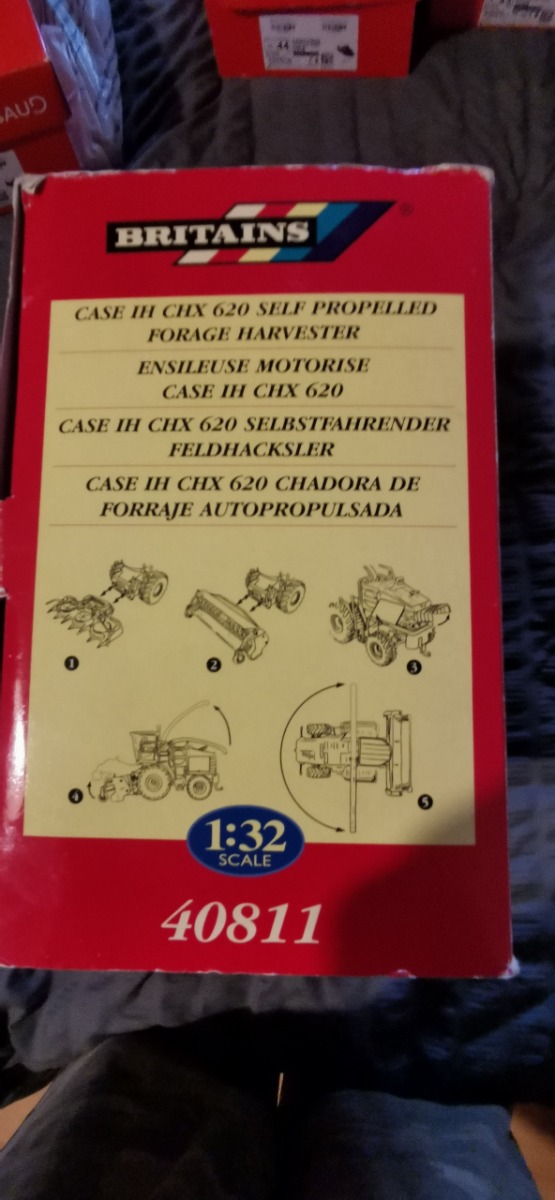 44
BRITAINS
®
CASE IH CHX 620 SELF PROPELLED
FORAGE HARVESTER
ENSILEUSE MOTORISE
CASE IH CHX 620
CASE IH CHX 620 SELBSTFAHRENDER
FELDHACKSLER
CASE IH CHX 620 CHADORA DE
FORRAJE AUTOPROPULSADA
1
2
3
4
5
1:32
SCALE
40811